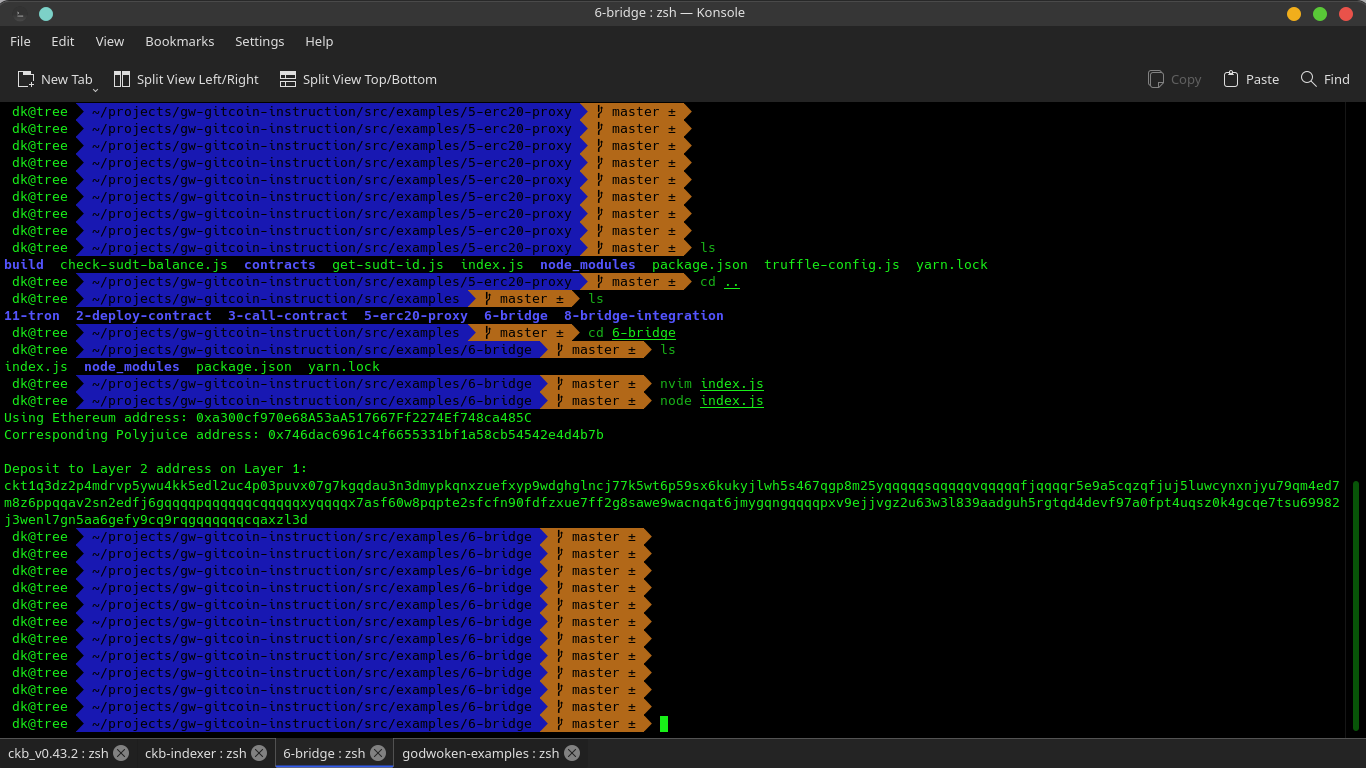 6-bridge : zsh — Konsole
File Edit View Bookmarks Settings Help
New Tab Split View Left/Right Split View Top/Bottom Copy Paste Find
dk@tree ~/projects/gw-gitcoin-instruction/src/examples/5-erc20-proxy master ±
dk@tree ~/projects/gw-gitcoin-instruction/src/examples/5-erc20-proxy master ±
dk@tree ~/projects/gw-gitcoin-instruction/src/examples/5-erc20-proxy master ±
dk@tree ~/projects/gw-gitcoin-instruction/src/examples/5-erc20-proxy master ±
dk@tree ~/projects/gw-gitcoin-instruction/src/examples/5-erc20-proxy master ±
dk@tree ~/projects/gw-gitcoin-instruction/src/examples/5-erc20-proxy master ±
dk@tree ~/projects/gw-gitcoin-instruction/src/examples/5-erc20-proxy master ±
dk@tree ~/projects/gw-gitcoin-instruction/src/examples/5-erc20-proxy master ±
dk@tree ~/projects/gw-gitcoin-instruction/src/examples/5-erc20-proxy master ± ls
build check-sudt-balance.js contracts get-sudt-id.js index.js node_modules package.json truffle-config.js yarn.lock
dk@tree ~/projects/gw-gitcoin-instruction/src/examples/5-erc20-proxy master ± cd ..
dk@tree ~/projects/gw-gitcoin-instruction/src/examples master ± ls
11-tron 2-deploy-contract 3-call-contract 5-erc20-proxy 6-bridge 8-bridge-integration
dk@tree ~/projects/gw-gitcoin-instruction/src/examples master ± cd 6-bridge
dk@tree ~/projects/gw-gitcoin-instruction/src/examples/6-bridge master ± ls
index.js node_modules package.json yarn.lock
dk@tree ~/projects/gw-gitcoin-instruction/src/examples/6-bridge master ± nvim index.js
dk@tree ~/projects/gw-gitcoin-instruction/src/examples/6-bridge master ± node index.js
Using Ethereum address: 0xa300cf970e68A53aA517667Ff2274Ef748ca485C
Corresponding Polyjuice address: 0x746dac6961c4f6655331bf1a58cb54542e4d4b7b
Deposit to Layer 2 address on Layer 1:
ckt1q3dz2p4mdrvp5ywu4kk5edl2uc4p03puvx07g7kgqdau3n3dmypkqnxzuefxyp9wdghglncj77k5wt6p59sx6kukyjlwh5s467qgp8m25yqqqqqsqqqqqvqqqqqfjqqqqr5e9a5cqzqfjuj5luwcynxnjyu79qm4ed7
m8z6ppqqav2sn2edfj6gqqqqpqqqqqqcqqqqqxyqqqqx7asf60w8pqpte2sfcfn90fdfzxue7ff2g8sawe9wacnqat6jmygqngqqqqpxv9ejjvgz2u63w3l839aadguh5rgtqd4devf97a0fpt4uqsz0k4gcqe7tsu69982
j3wenl7gn5aa6gefy9cq9rqgqqqqqqcqaxzl3d
dk@tree ~/projects/gw-gitcoin-instruction/src/examples/6-bridge master ±
dk@tree ~/projects/gw-gitcoin-instruction/src/examples/6-bridge master ±
dk@tree ~/projects/gw-gitcoin-instruction/src/examples/6-bridge master ±
dk@tree ~/projects/gw-gitcoin-instruction/src/examples/6-bridge master ±
dk@tree ~/projects/gw-gitcoin-instruction/src/examples/6-bridge master ±
dk@tree ~/projects/gw-gitcoin-instruction/src/examples/6-bridge master ±
dk@tree ~/projects/gw-gitcoin-instruction/src/examples/6-bridge master ±
dk@tree ~/projects/gw-gitcoin-instruction/src/examples/6-bridge master ±
dk@tree ~/projects/gw-gitcoin-instruction/src/examples/6-bridge master ±
dk@tree ~/projects/gw-gitcoin-instruction/src/examples/6-bridge master ±
dk@tree ~/projects/gw-gitcoin-instruction/src/examples/6-bridge master ±
dk@tree ~/projects/gw-gitcoin-instruction/src/examples/6-bridge master ±
ckb_v0.43.2 : zsh ckb-indexer : zsh 6-bridge : zsh godwoken-examples : zsh